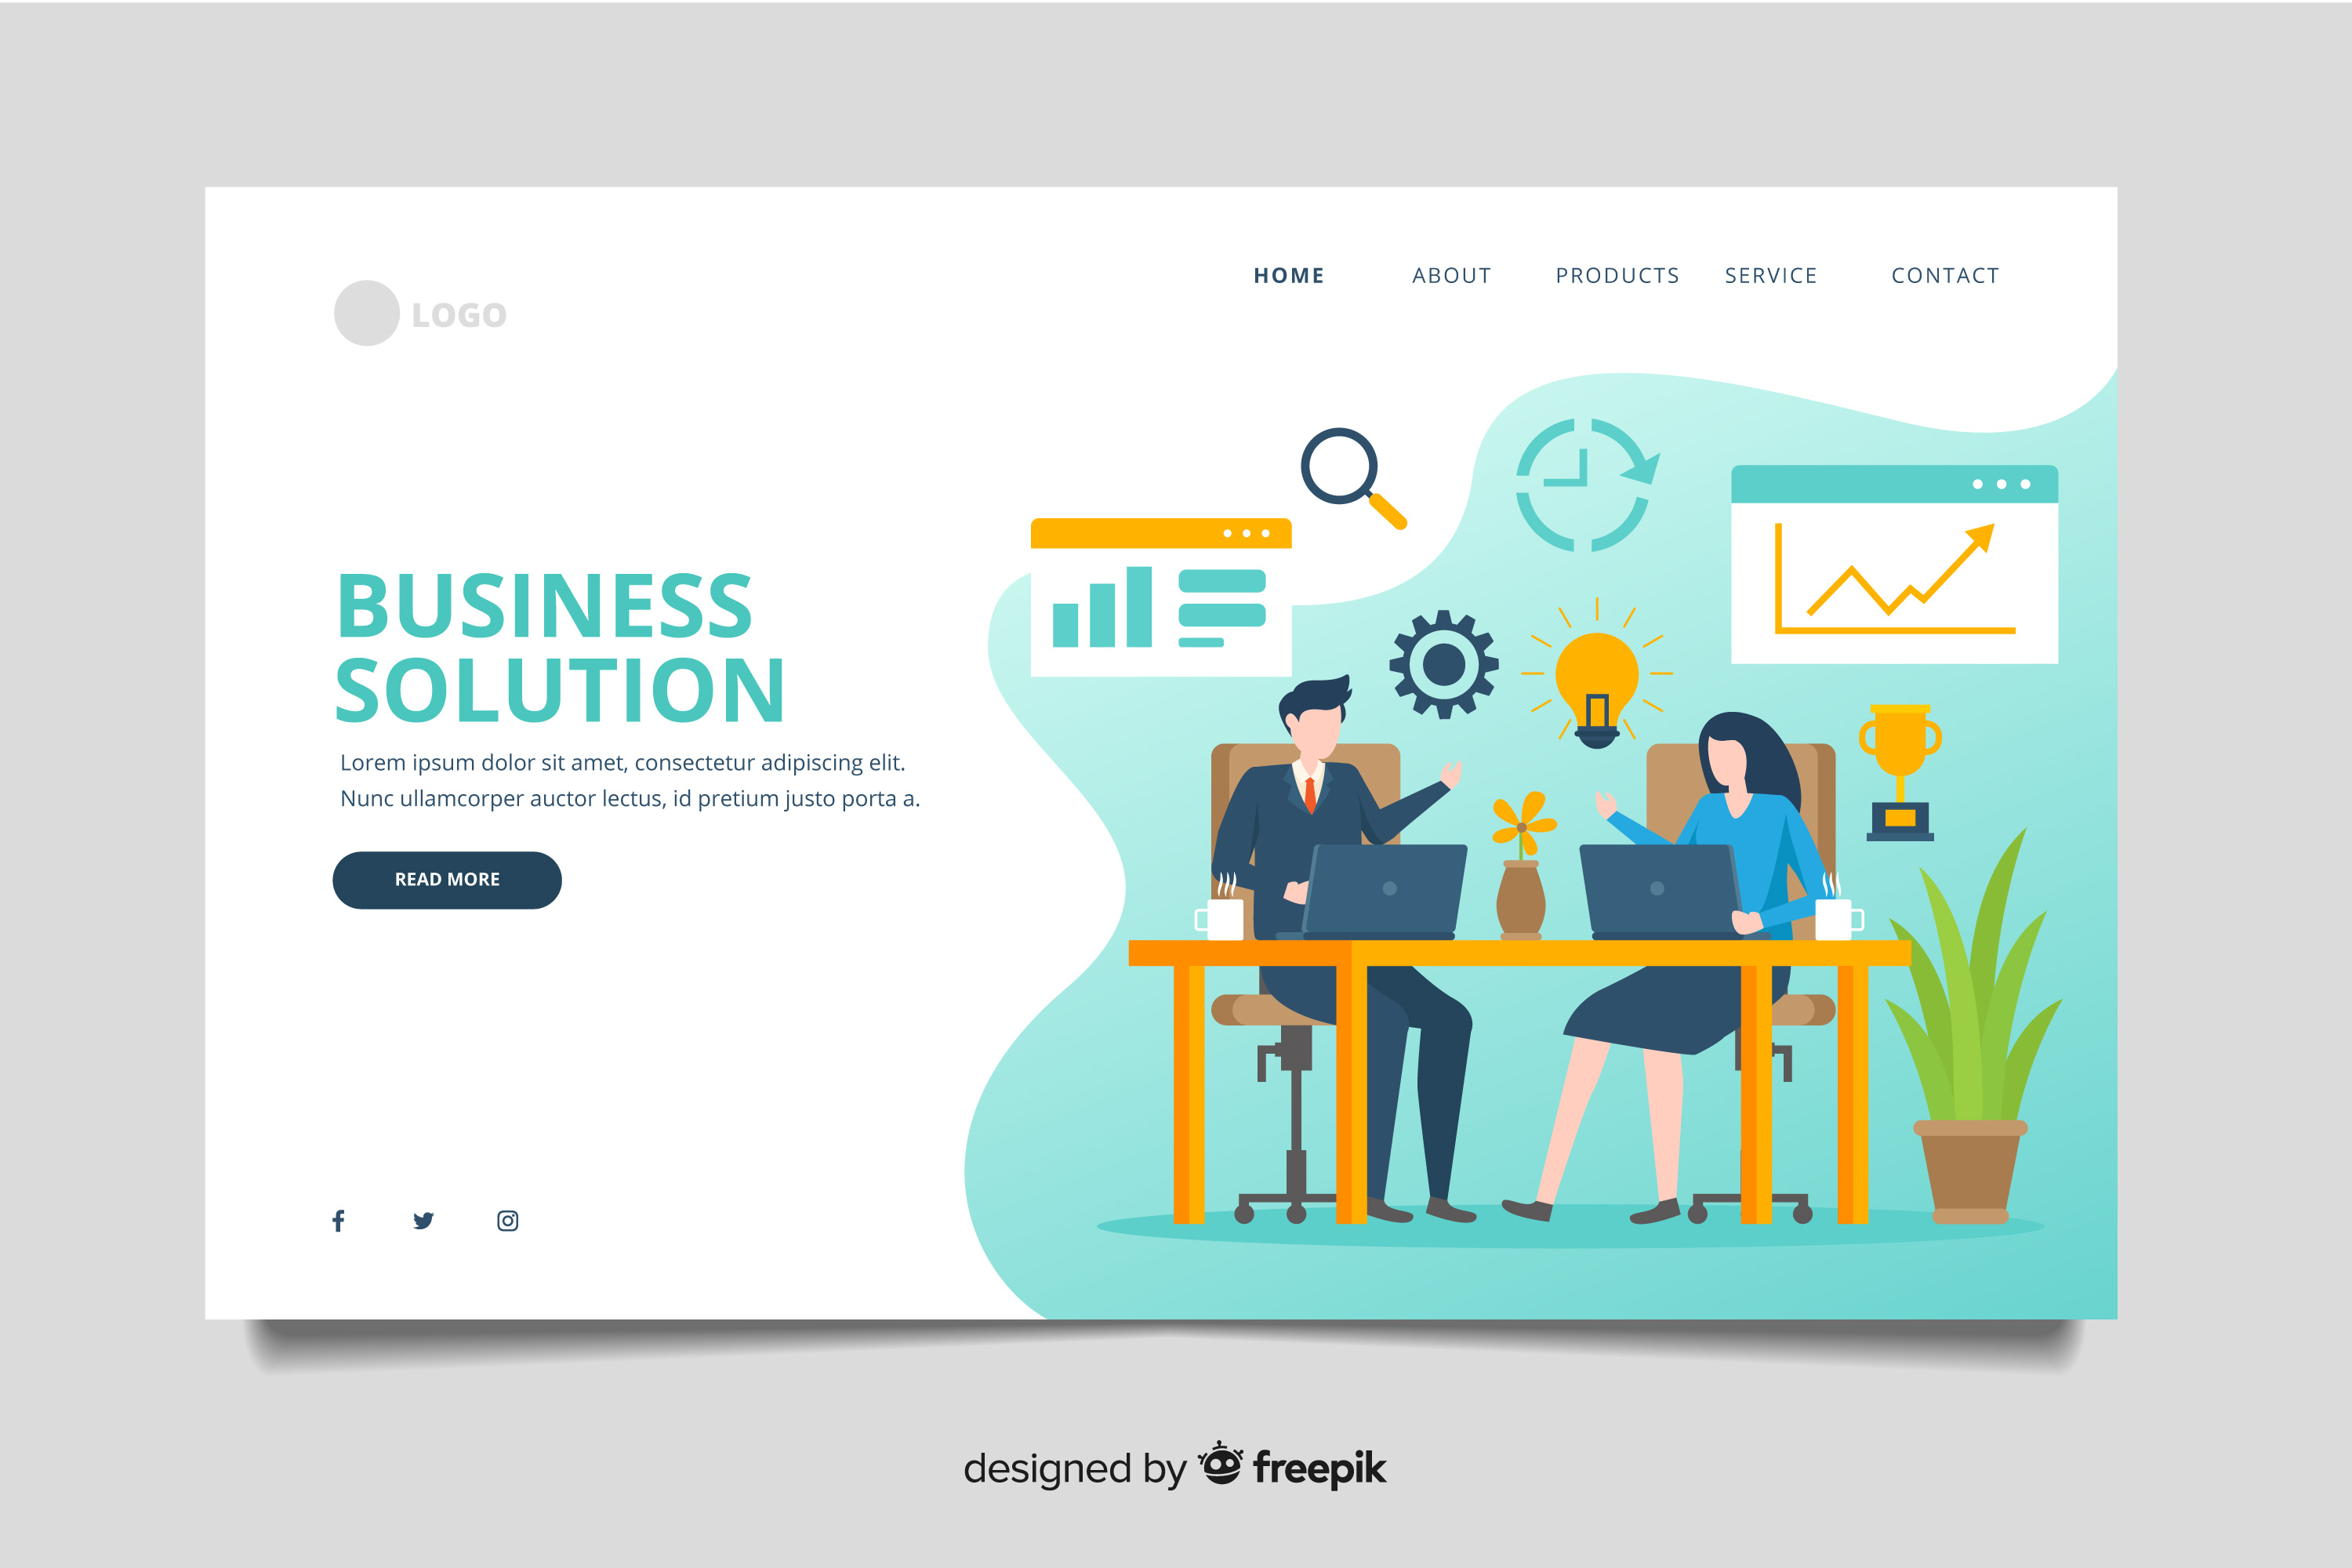 LOGO
HOME ABOUT PRODUCTS SERVICE CONTACT
BUSINESS
SOLUTION
Lorem ipsum dolor sit amet, consectetur adipiscing elit.
Nunc ullamcorper auctor lectus, id pretium justo porta a.
READ MORE
designed by freepik